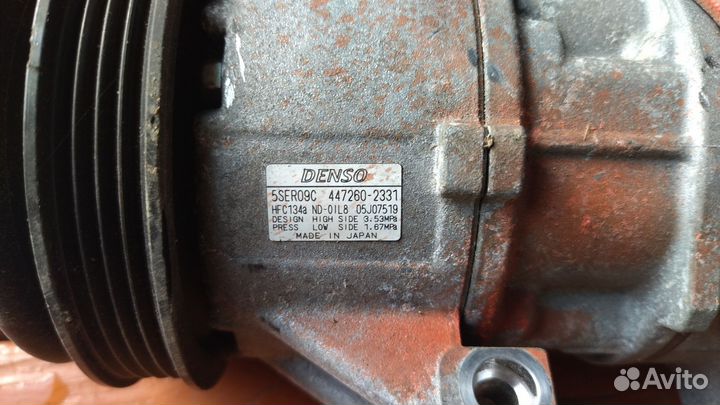 DENSO
5SER09C 447260-2331
HFC134a ND-OIL8 05J07519
DESIGN HIGH SIDE 3.53MPa
PRESS LOW SIDE 1.67MPa
MADE IN JAPAN
Avito